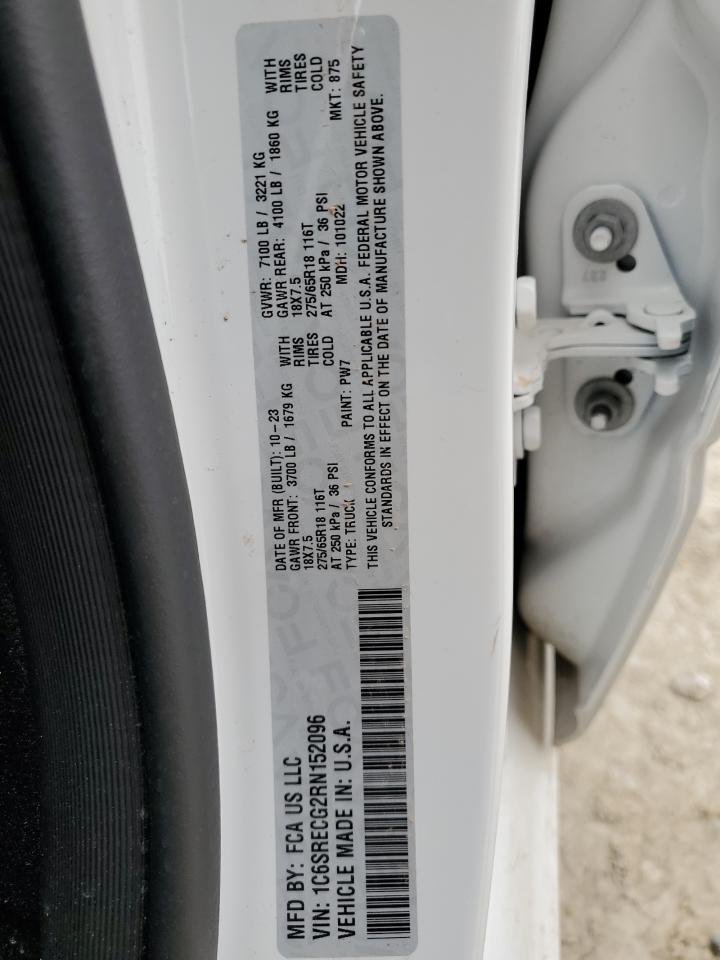 MFD BY: FCA US LLC
VIN: 1C6SRECG2RN152096
VEHICLE MADE IN: U.S.A.
DATE OF MFR (BUILT): 10-23 GVWR: 7100 LB / 3221 KG
GAWR FRONT: 3700 LB / 1679 KG WITH GAWR REAR: 4100 LB / 1860 KG WITH
18X7.5 RIMS 18X7.5 RIMS
275/65R18 116T TIRES 275/65R18 116T TIRES
AT 250 kPa / 36 PSI COLD AT 250 kPa / 36 PSI COLD
TYPE: TRUCK PAINT: PW7 MDH: 101022 MKT: 875
THIS VEHICLE CONFORMS TO ALL APPLICABLE U.S.A. FEDERAL MOTOR VEHICLE SAFETY
STANDARDS IN EFFECT ON THE DATE OF MANUFACTURE SHOWN ABOVE.